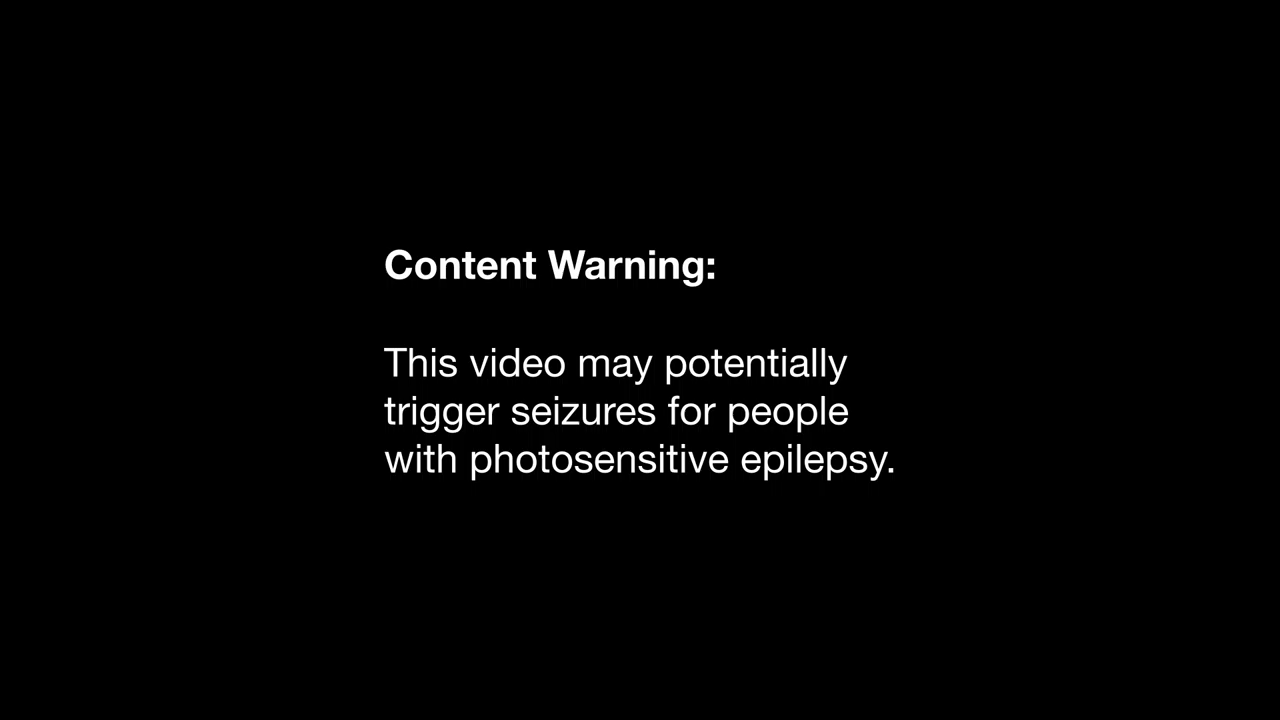 Content Warning:
This video may potentially
trigger seizures for people
with photosensitive epilepsy.